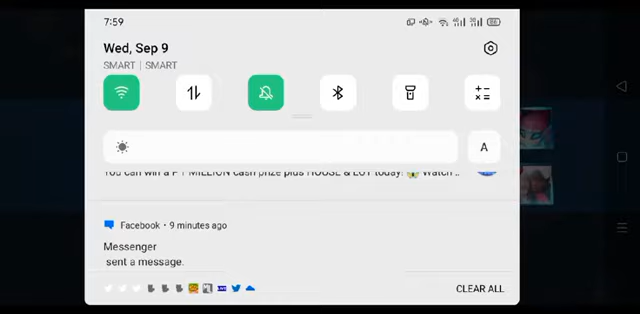 7:59
Wed, Sep 9
SMART | SMART
A
You can win a P1 MILLION cash prize plus HOUSE & LOT today! Watch ..
Facebook • 9 minutes ago
Messenger
sent a message.
CLEAR ALL